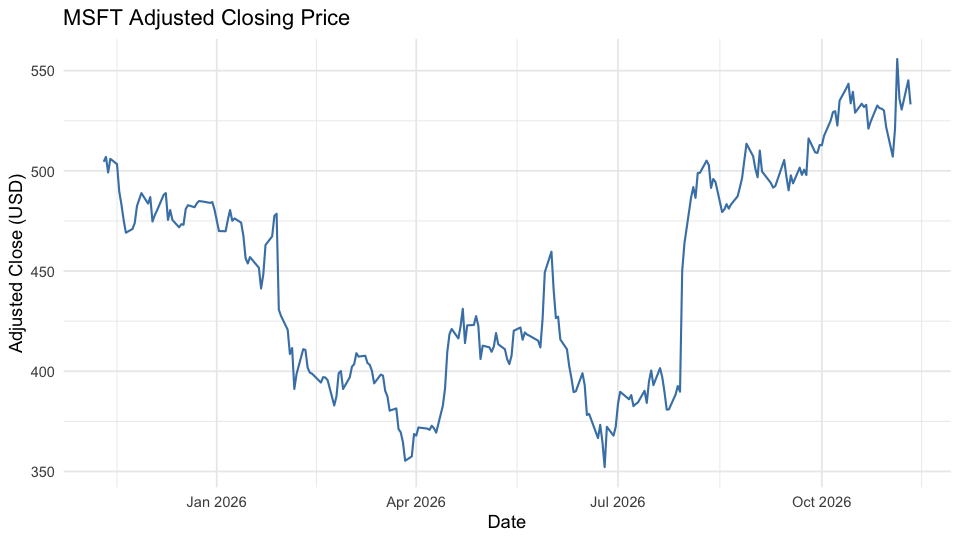 MSFT Adjusted Closing Price
Adjusted Close (USD)
550
500
450
400
350
Jan 2026
Apr 2026
Jul 2026
Oct 2026
Date